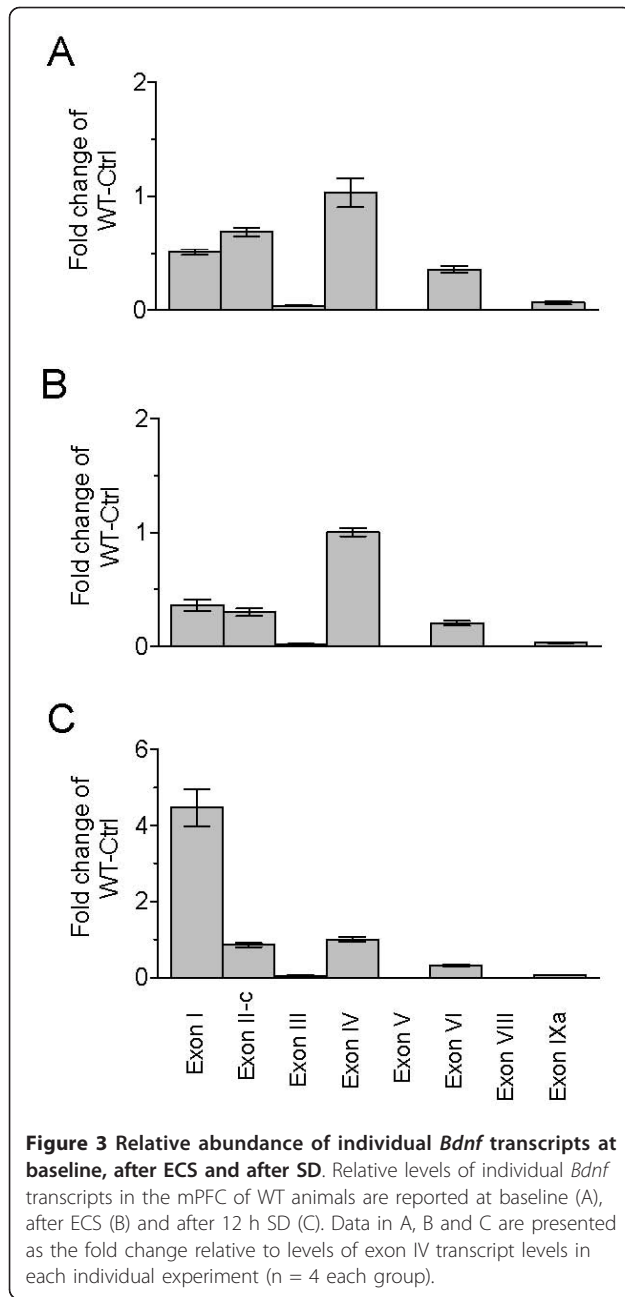 A
Fold change of
WT-Ctrl
2
1
0
B
Fold change of
WT-Ctrl
2
1
0
C
Fold change of
WT-Ctrl
6
4
2
0
Exon I
Exon II-c
Exon III
Exon IV
Exon V
Exon VI
Exon VIII
Exon IXa
Figure 3 Relative abundance of individual Bdnf transcripts at
baseline, after ECS and after SD. Relative levels of individual Bdnf
transcripts in the mPFC of WT animals are reported at baseline (A),
after ECS (B) and after 12 h SD (C). Data in A, B and C are presented
as the fold change relative to levels of exon IV transcript levels in
each individual experiment (n = 4 each group).